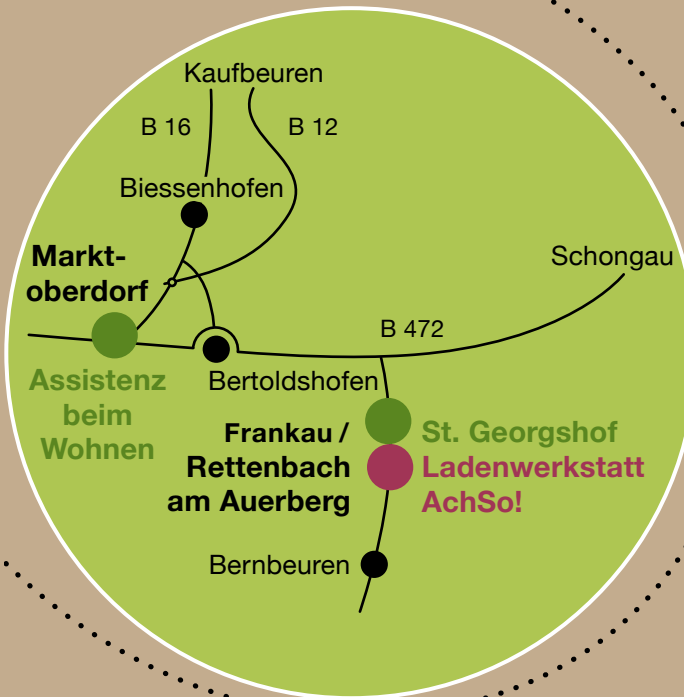 Kaufbeuren
B 16
B 12
Biessenhofen
Markt-
oberdorf
Schongau
B 472
Assistenz
beim
Wohnen
Bertoldshofen
Frankau /
Rettenbach
am Auerberg
St. Georgshof
Ladenwerkstatt
AchSo!
Bernbeuren